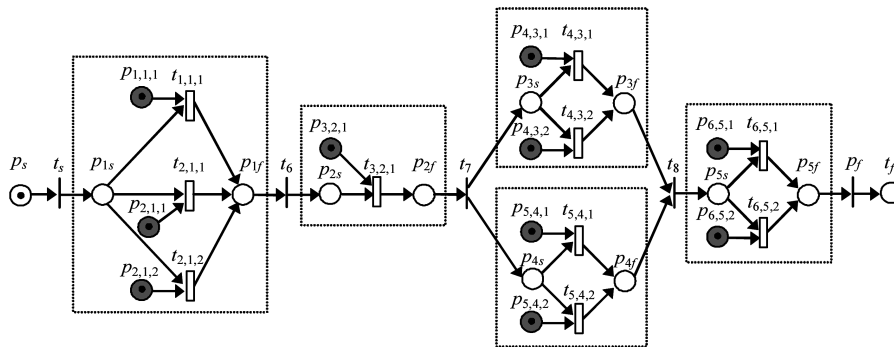 p4,3,1 t4,3,1
p1,1,1 t1,1,1
p3s p3f
p3,2,1
p4,3,2 t4,3,2
p6,5,1 t6,5,1
ps ts p1s t2,1,1 p1f t6 p2s t3,2,1 p2f t7 t8 p5s p5f pf tf
p2,1,1
p6,5,2 t6,5,2
p5,4,1 t5,4,1
p2,1,2 t2,1,2
p4s p4f
p5,4,2 t5,4,2